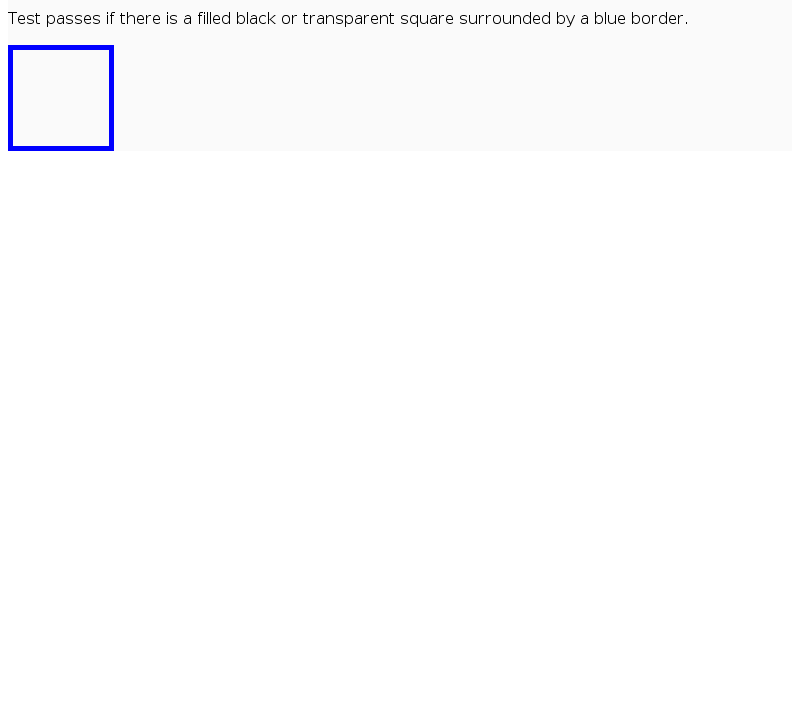 Test passes if there is a filled black or transparent square surrounded by a blue border.